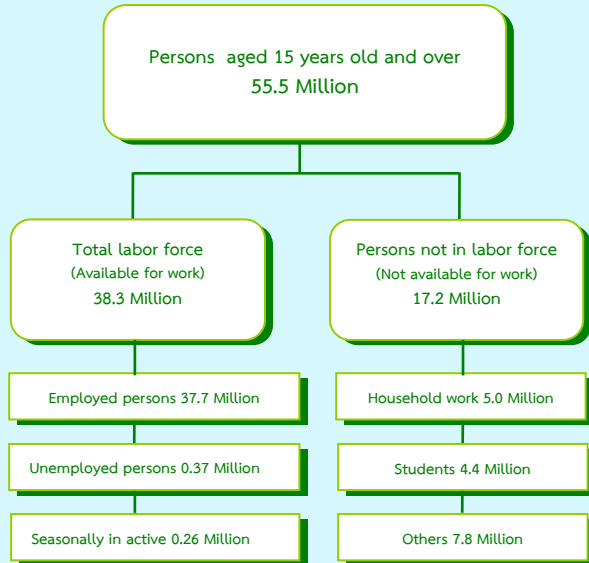 Persons aged 15 years old and over
55.5 Million
Total labor force
(Available for work)
38.3 Million
Persons not in labor force
(Not available for work)
17.2 Million
Employed persons 37.7 Million
Household work 5.0 Million
Unemployed persons 0.37 Million
Students 4.4 Million
Seasonally in active 0.26 Million
Others 7.8 Million